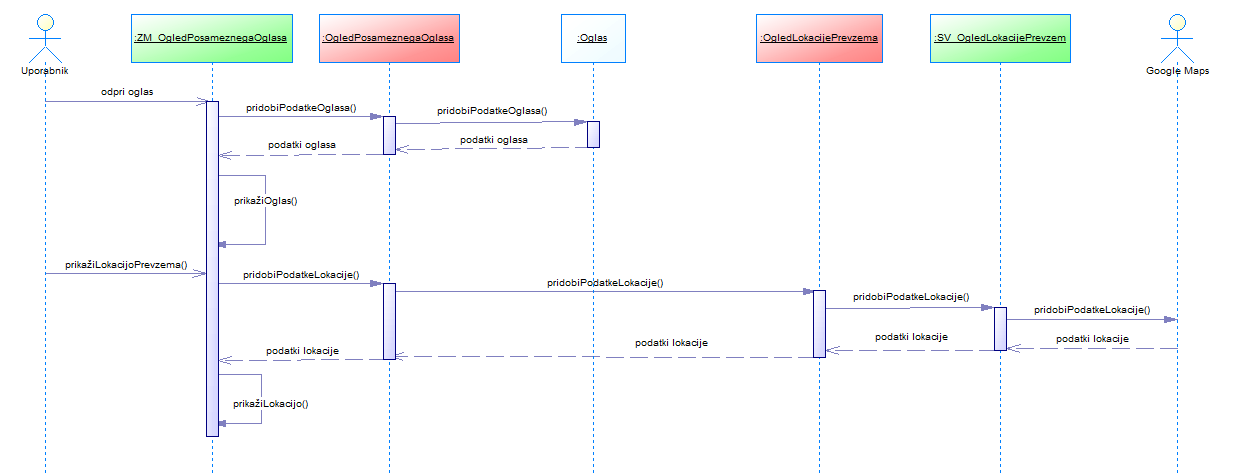 :ZM_OgledPosameznegaOglasa
:OgledPosameznegaOglasa
:Oglas
:OgledLokacijePrevzema
:SV_OgledLokacijePrevzem
Uporabnik
Google Maps
odpri oglas
pridobiPodatkeOglasa()
pridobiPodatkeOglasa()
podatki oglasa
podatki oglasa
prikažiOglas()
prikažiLokacijoPrevzema()
pridobiPodatkeLokacije()
pridobiPodatkeLokacije()
pridobiPodatkeLokacije()
pridobiPodatkeLokacije()
podatki lokacije
podatki lokacije
podatki lokacije
podatki lokacije
prikažiLokacijo()